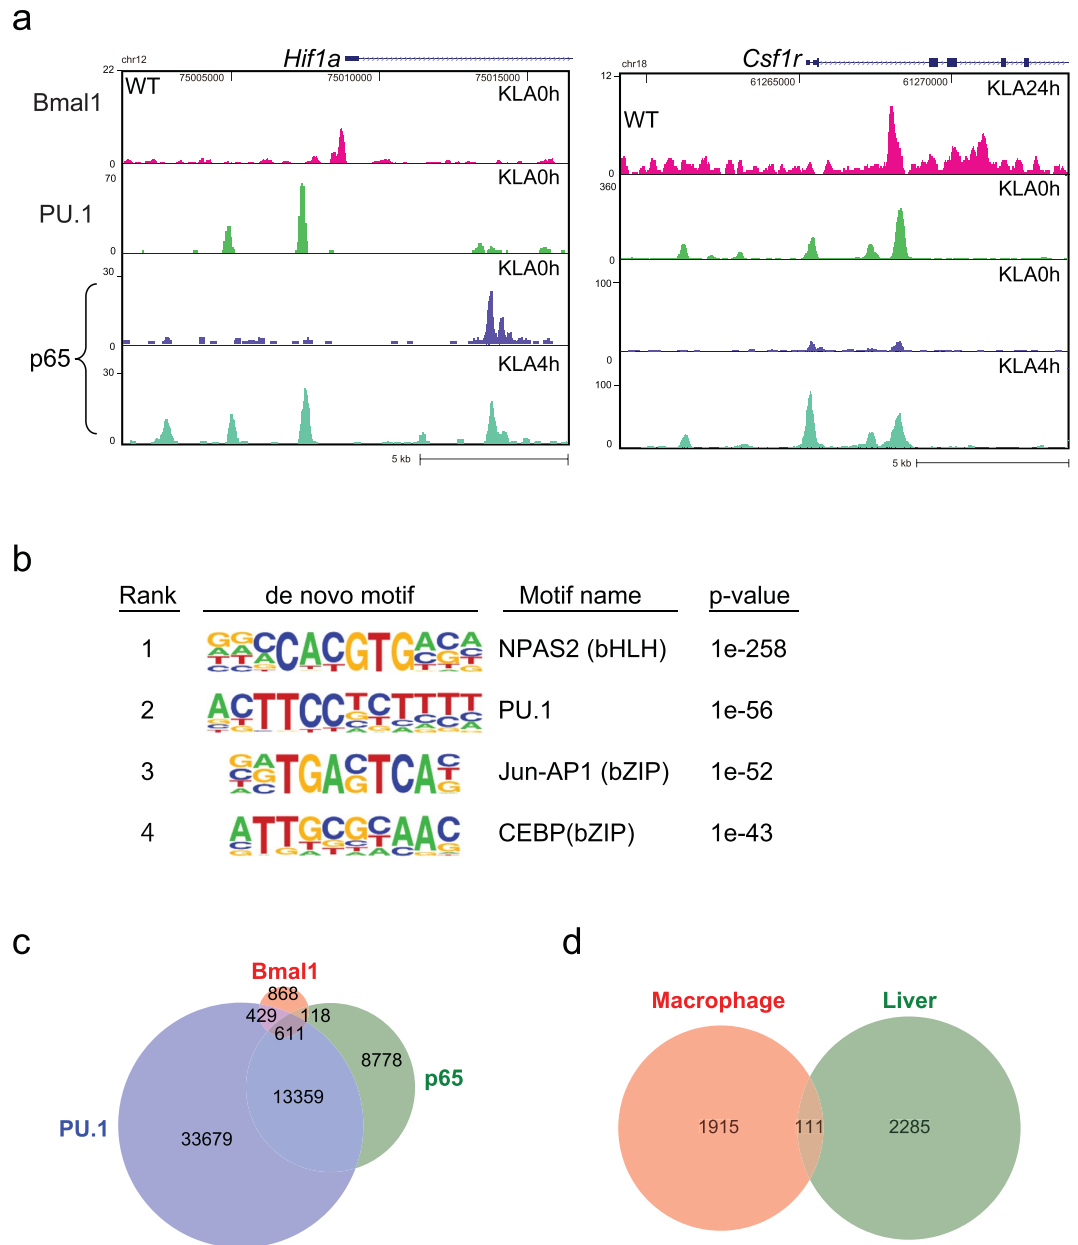 a
chr12
Hif1a
22
75005000
75010000
75015000
WT
KLA0h
Bmal1
0
70
KLA0h
PU.1
0
30
KLA0h
p65
0
30
KLA4h
0
5 kb
chr18
Csf1r
12
61265000
61270000
KLA24h
WT
0
360
KLA0h
0
100
KLA0h
0
100
KLA4h
0
5 kb
b
Rank de novo motif Motif name p-value
1 NPAS2 (bHLH) 1e-258
2 PU.1 1e-56
3 Jun-AP1 (bZIP) 1e-52
4 CEBP(bZIP) 1e-43
c
Bmal1
868
429 118
611
8778
p65
13359
PU.1
33679
d
Macrophage Liver
1915 111 2285